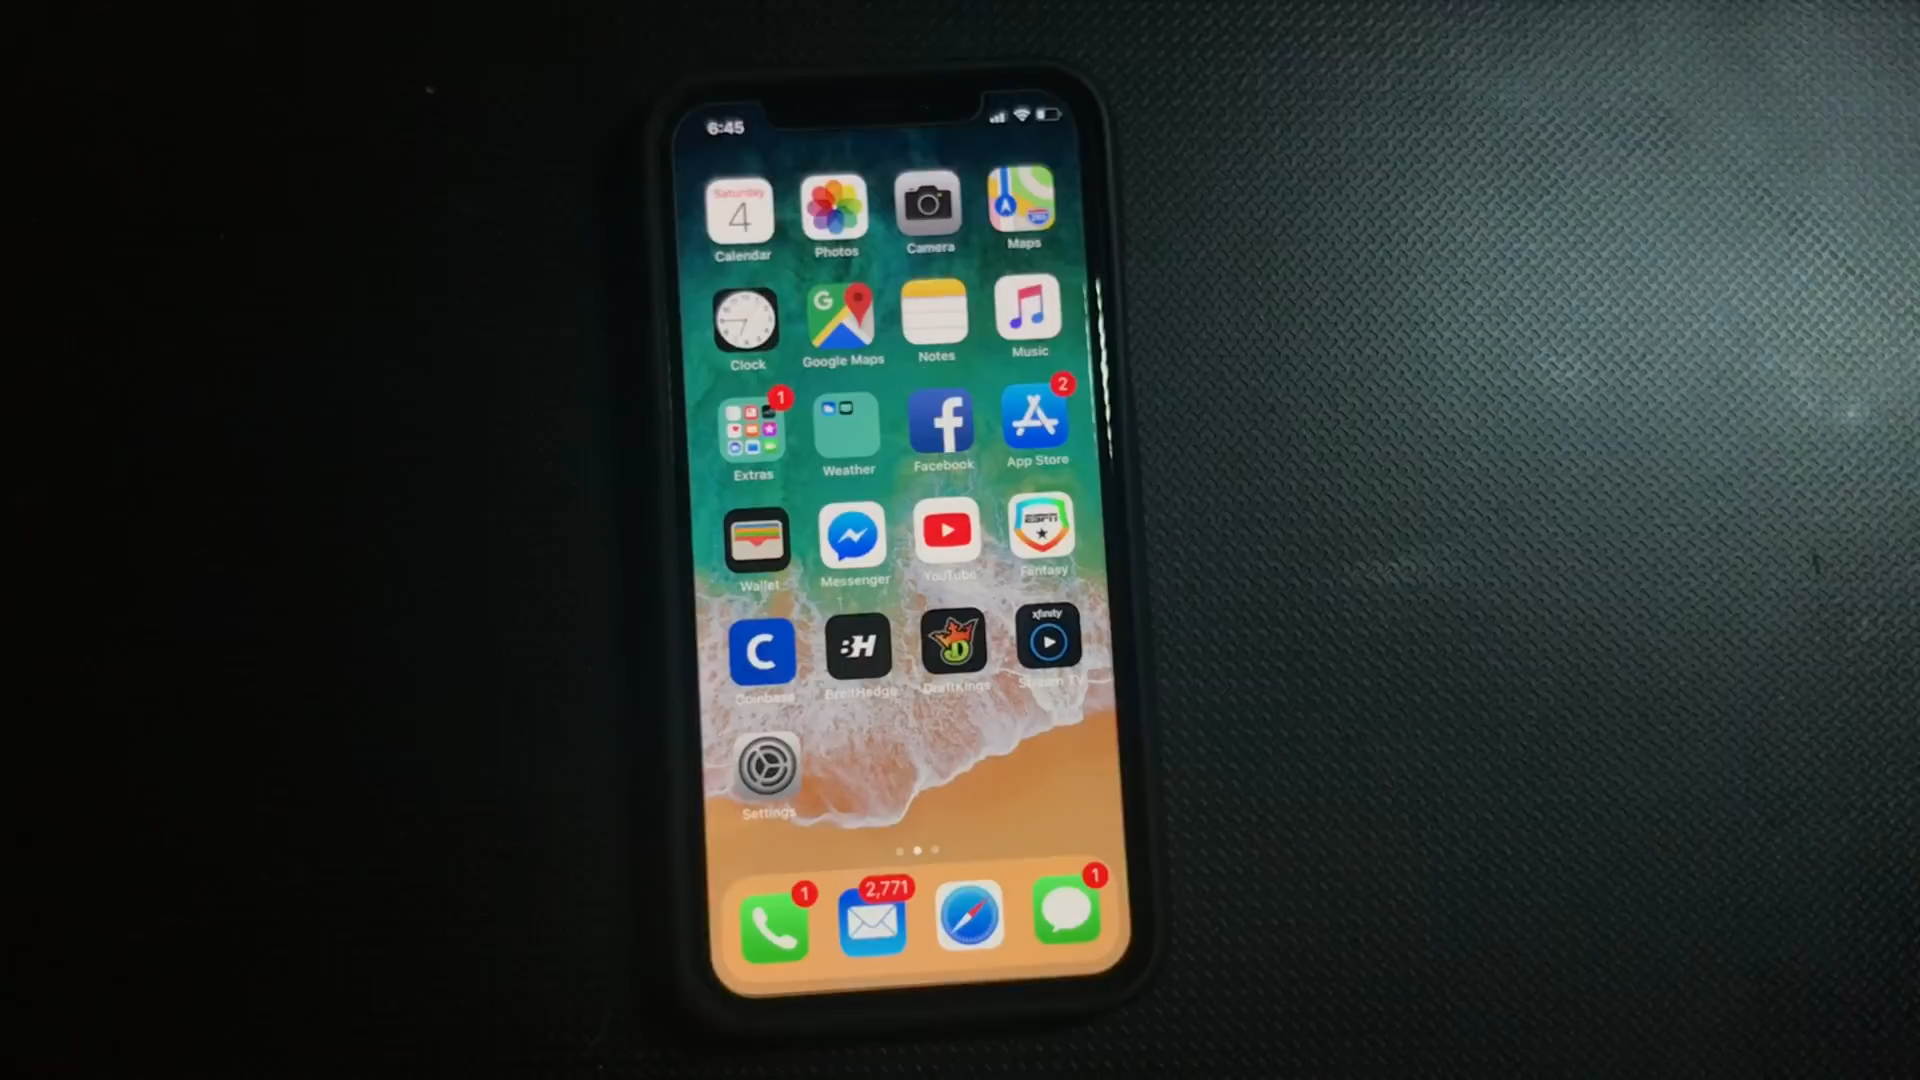 6:45
Saturday
4
Calendar
Photos
Camera
Maps
G
Clock
Google Maps
Notes
Music
1
2
Extras
Weather
Facebook
App Store
ESPN
Wallet
Messenger
YouTube
Fantasy
C
BH
D
xfinity
Coinbase
BreitHedge
DraftKings
Stream TV
Settings
1
2,771
1